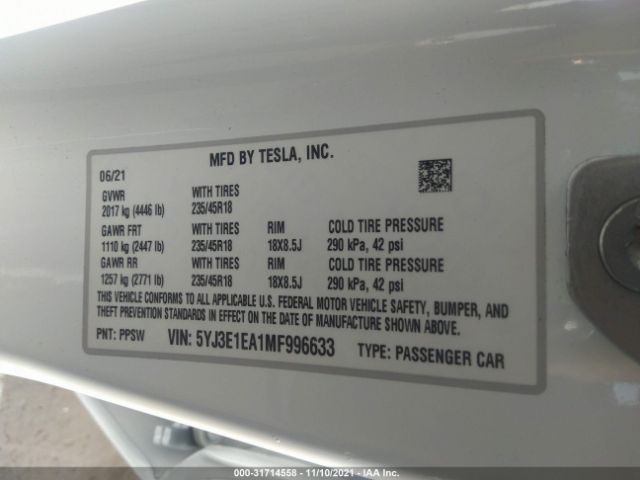 MFD BY TESLA, INC.
06/21
GVWR WITH TIRES
2017 kg (4446 lb) 235/45R18
GAWR FRT WITH TIRES RIM COLD TIRE PRESSURE
1110 kg (2447 lb) 235/45R18 18X8.5J 290 kPa, 42 psi
GAWR RR WITH TIRES RIM COLD TIRE PRESSURE
1257 kg (2771 lb) 235/45R18 18X8.5J 290 kPa, 42 psi
THIS VEHICLE CONFORMS TO ALL APPLICABLE U.S. FEDERAL MOTOR VEHICLE SAFETY, BUMPER, AND
THEFT PREVENTION STANDARDS IN EFFECT ON THE DATE OF MANUFACTURE SHOWN ABOVE.
PNT: PPSW VIN: 5YJ3E1EA1MF996633 TYPE: PASSENGER CAR
000-31714558 - 11/10/2021 - IAA Inc.